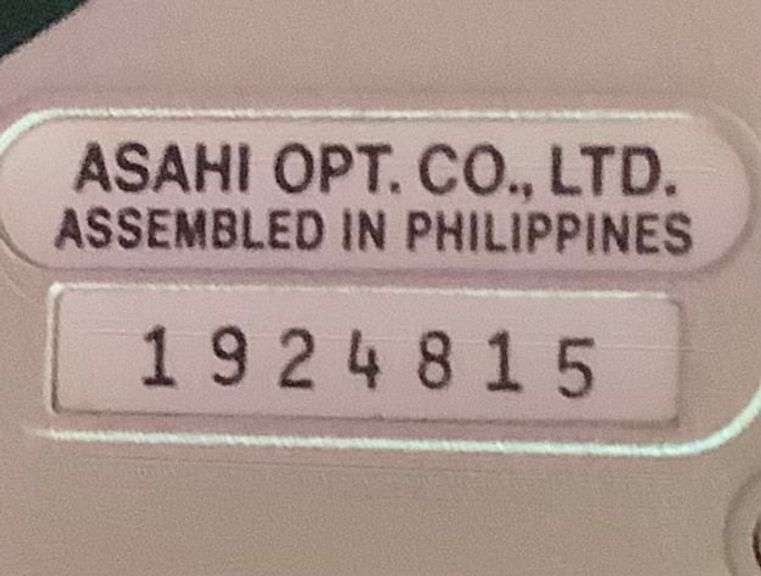 ASAHI OPT. CO., LTD.
ASSEMBLED IN PHILIPPINES
1924815